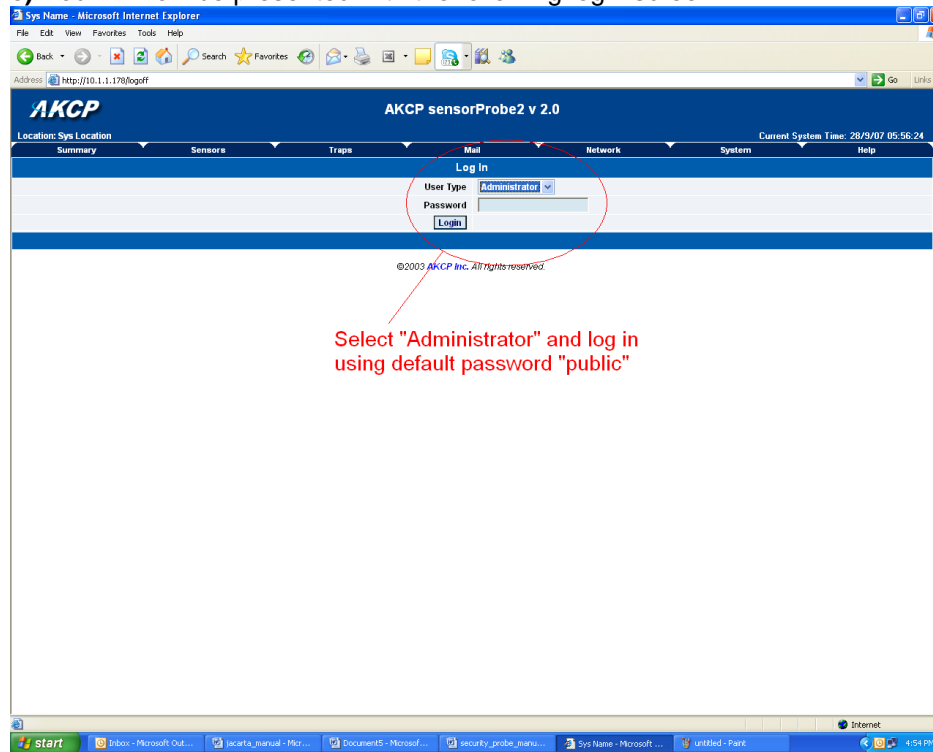 Sys Name - Microsoft Internet Explorer
File Edit View Favorites Tools Help
Back Search Favorites
Address http://10.1.1.178/logoff Go Links
AKCP
AKCP sensorProbe2 v 2.0
Location: Sys Location Current System Time: 28/9/07 05:56:24
Summary Sensors Traps Mail Network System Help
Log In
User Type Administrator
Password
Login
©2003 AKCP Inc. All rights reserved.
Select "Administrator" and log in
using default password "public"
Internet
start Inbox - Microsoft Out... jacarta_manual - Micr... Document5 - Microsof... security_probe_manu... Sys Name - Microsoft ... untitled - Paint 4:54 PM